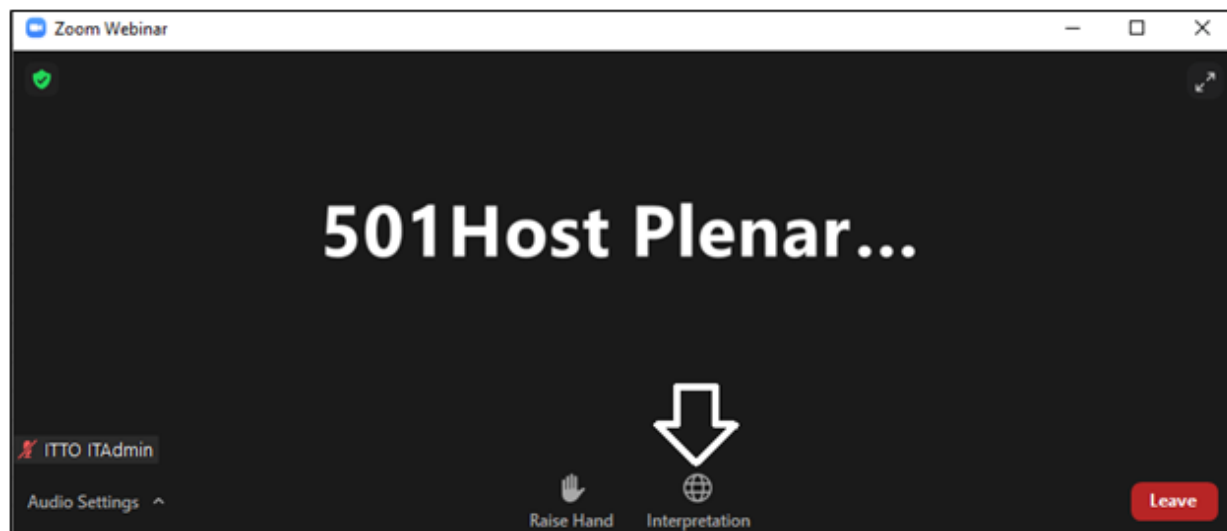 Zoom Webinar
501Host Plenar...
ITTO ITAdmin
Audio Settings
Raise Hand
Interpretation
Leave